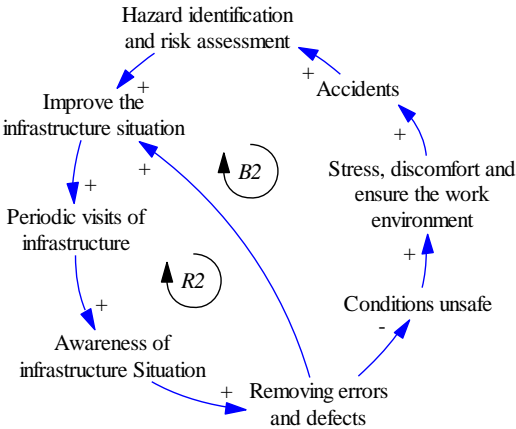 Hazard identification
and risk assessment
+
+
Accidents
Improve the
infrastructure situation
+
+
B2
Stress, discomfort and
ensure the work
environment
+
Periodic visits of
infrastructure
R2
+
+
Conditions unsafe
-
Awareness of
infrastructure Situation
+
Removing errors
and defects